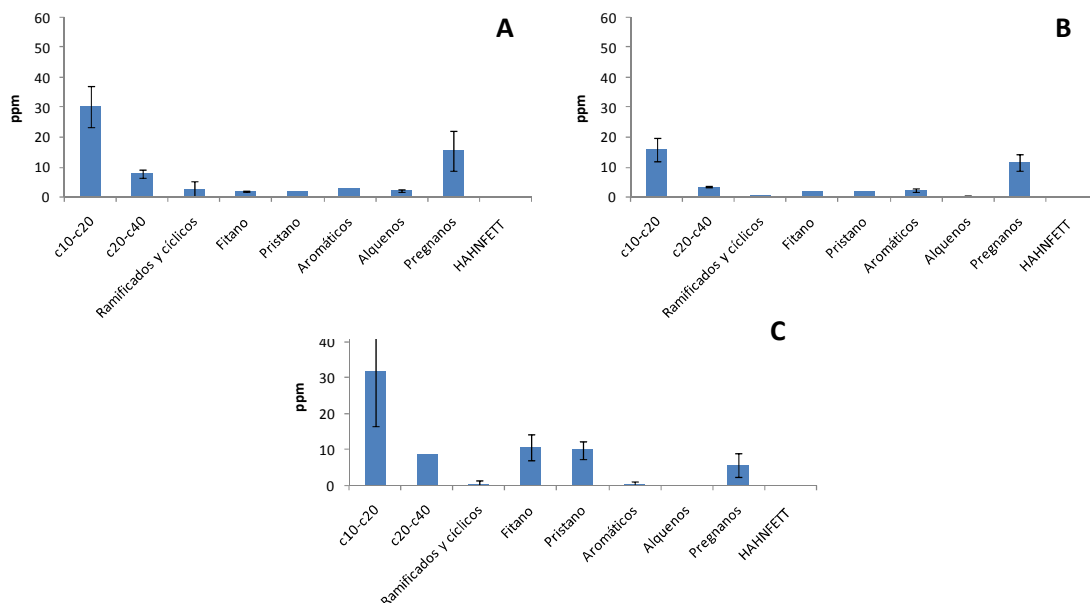 A
60
50
40
30
20
10
0
ppm
c10-c20
c20-c40
Ramificados y cíclicos
Fitano
Pristano
Aromáticos
Alquenos
Pregnanos
HAHNFETT
B
60
50
40
30
20
10
0
ppm
c10-c20
c20-c40
Ramificados y cíclicos
Fitano
Pristano
Aromáticos
Alquenos
Pregnanos
HAHNFETT
C
40
30
20
10
0
ppm
c10-c20
c20-c40
Ramificados y cíclicos
Fitano
Pristano
Aromáticos
Alquenos
Pregnanos
HAHNFETT